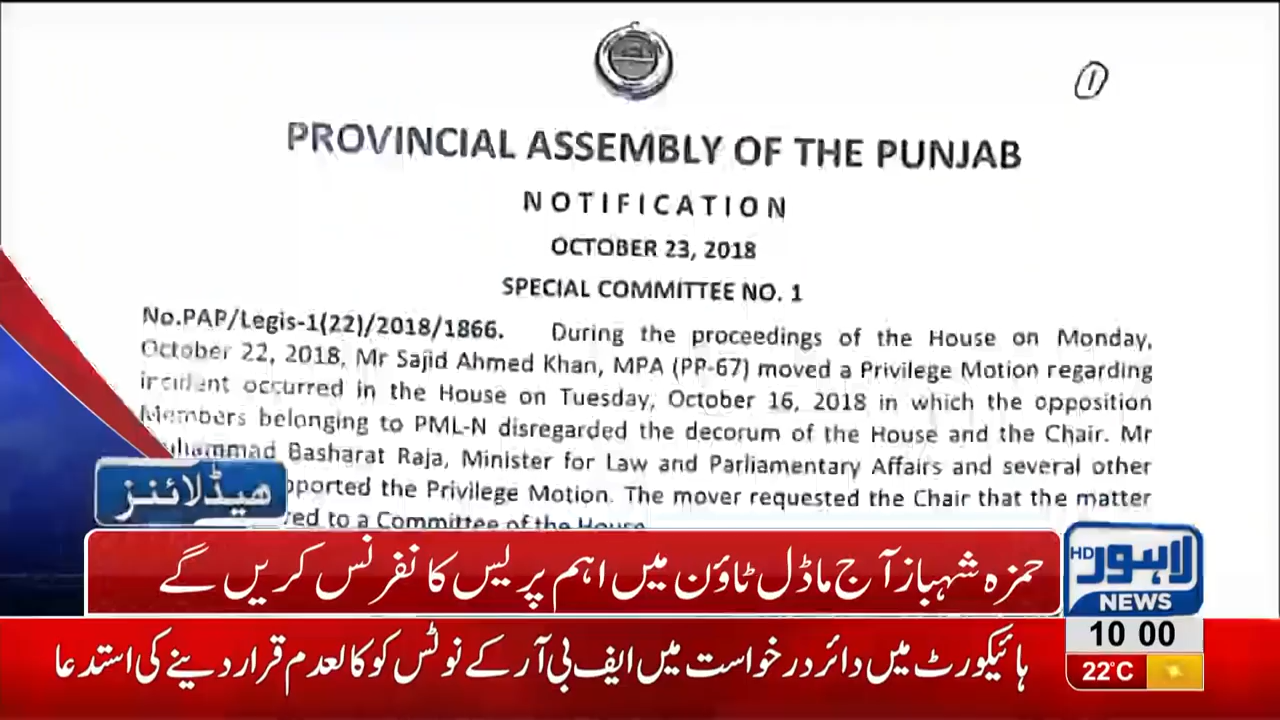 1
PROVINCIAL ASSEMBLY OF THE PUNJAB
NOTIFICATION
OCTOBER 23, 2018
SPECIAL COMMITTEE NO. 1
No.PAP/Legis-1(22)/2018/1866. During the proceedings of the House on Monday,
October 22, 2018, Mr Sajid Ahmed Khan, MPA (PP-67) moved a Privilege Motion regarding
incident occurred in the House on Tuesday, October 16, 2018 in which the opposition
Members belonging to PML-N disregarded the decorum of the House and the Chair. Mr
Basharat Raja, Minister for Law and Parliamentary Affairs and several other
the Privilege Motion. The mover requested the Chair that the matter
to a Committee of the House
ھیڈلائنز
حمزہ شہباز آج ماڈل ٹاؤن میں اہم پریس کانفرنس کریں گے
HD لاہور
NEWS
10 00
22°C
ہائیکورٹ میں دائر درخواست میں ایف بی آر کے نوٹس کو کالعدم قرار دینے کی استدعا